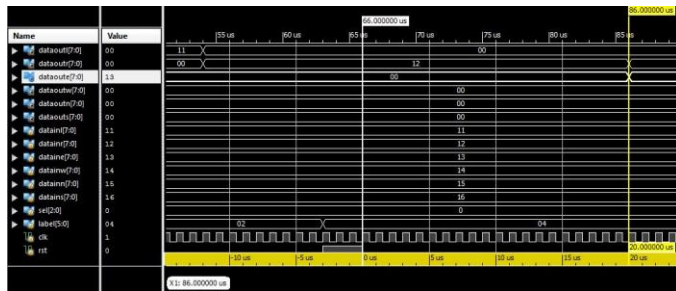 86.000000 us
66.000000 us
Name Value 55 us 60 us 65 us 70 us 75 us 80 us 85 us
dataoutl[7:0] 00 11 00
dataoutr[7:0] 00 00 12
dataoute[7:0] 13 00
dataoutw[7:0] 00 00
dataoutn[7:0] 00 00
dataouts[7:0] 00 00
datainl[7:0] 11 11
datainr[7:0] 12 12
dataine[7:0] 13 13
datainw[7:0] 14 14
datainn[7:0] 15 15
datains[7:0] 16 16
sel[2:0] 0 0
label[5:0] 04 02 04
clk 1
rst 0
20.000000 us
-10 us -5 us 0 us 5 us 10 us 15 us 20 us
X1: 86.000000 us